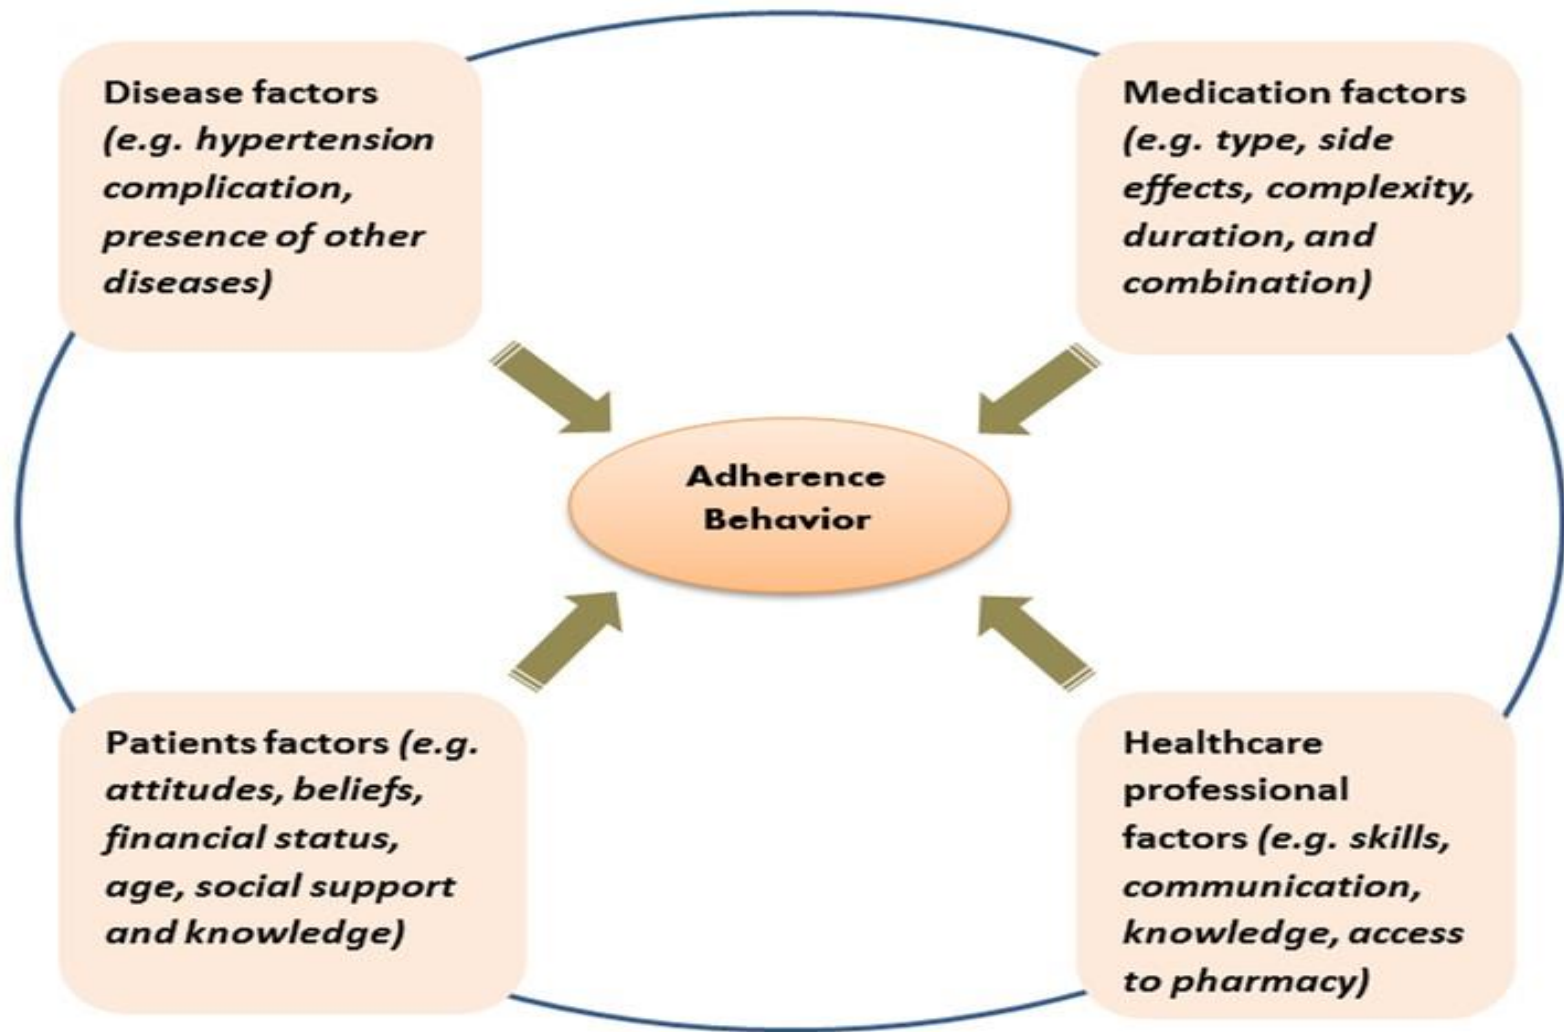 Disease factors
(e.g. hypertension
complication,
presence of other
diseases)
Medication factors
(e.g. type, side
effects, complexity,
duration, and
combination)
Adherence
Behavior
Patients factors (e.g.
attitudes, beliefs,
financial status,
age, social support
and knowledge)
Healthcare
professional
factors (e.g. skills,
communication,
knowledge, access
to pharmacy)